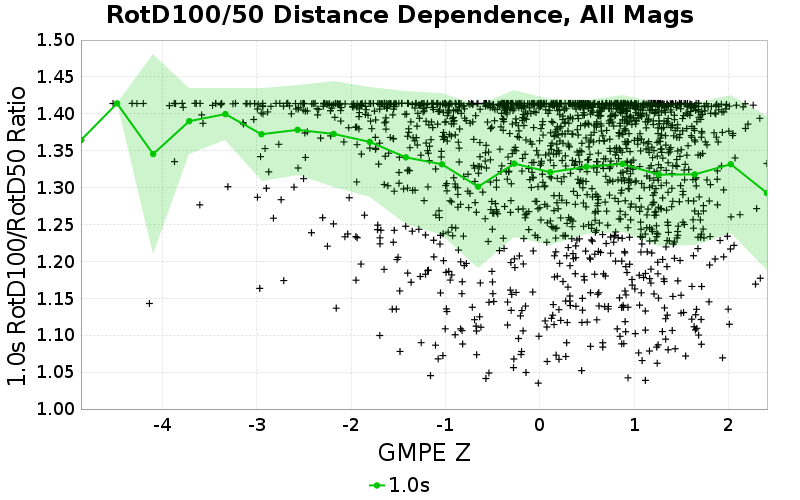 RotD100/50 Distance Dependence, All Mags
1.0s RotD100/RotD50 Ratio
1.50
1.45
1.40
1.35
1.30
1.25
1.20
1.15
1.10
1.05
1.00
-4 -3 -2 -1 0 1 2
GMPE Z
1.0s